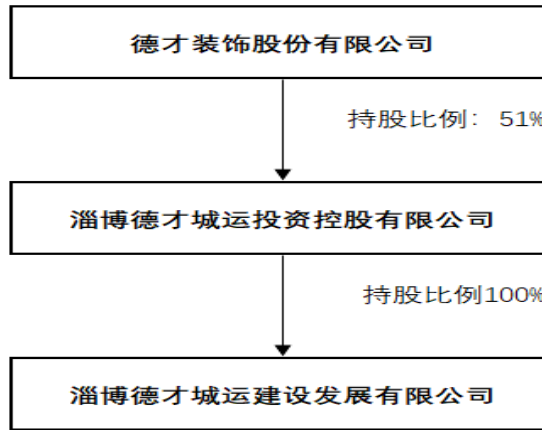 德才装饰股份有限公司
持股比例: 51%
淄博德才城运投资控股有限公司
持股比例100%
淄博德才城运建设发展有限公司